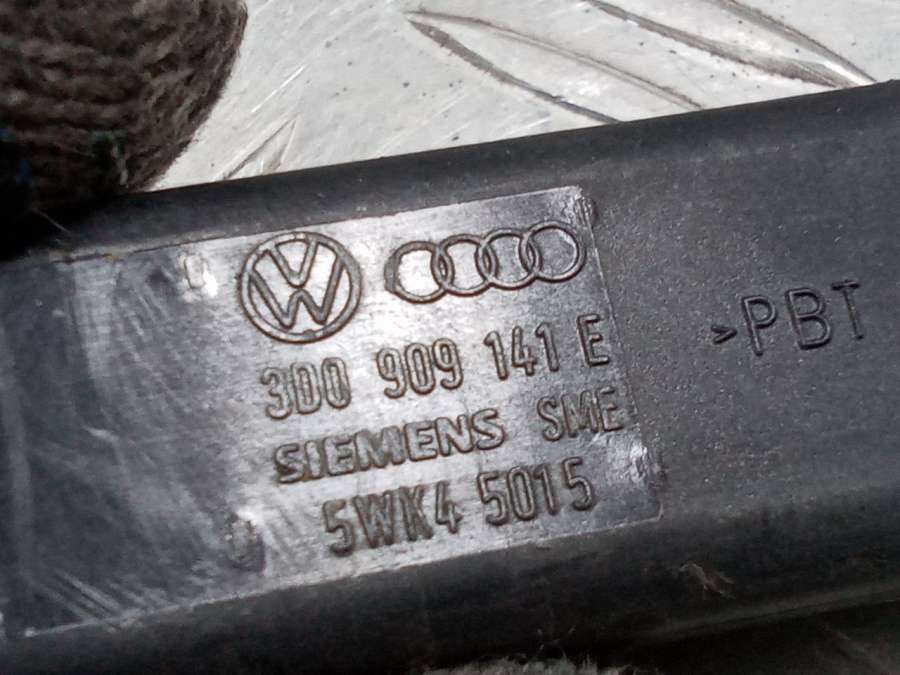 3D0 909 141 E
SIEMENS SME
5WK4 5015
>PBT